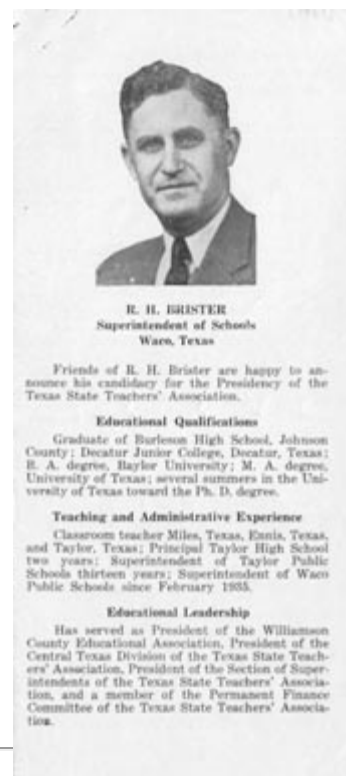 R. H. BRISTER
Superintendent of Schools
Waco, Texas
Friends of R. H. Brister are happy to an-
nounce his candidacy for the Presidency of the
Texas State Teachers' Association.
Educational Qualifications
Graduate of Burleson High School, Johnson
County; Decatur Junior College, Decatur, Texas;
B. A. degree, Baylor University; M. A. degree,
University of Texas; several summers in the Uni-
versity of Texas toward the Ph. D. degree.
Teaching and Administrative Experience
Classroom teacher Miles, Texas, Ennis, Texas,
and Taylor, Texas; Principal Taylor High School
two years; Superintendent of Taylor Public
Schools thirteen years; Superintendent of Waco
Public Schools since February 1935.
Educational Leadership
Has served as President of the Williamson
County Educational Association, President of the
Central Texas Division of the Texas State Teach-
ers' Association, President of the Section of Super-
intendents of the Texas State Teachers' Associa-
tion, and a member of the Permanent Finance
Committee of the Texas State Teachers' Associa-
tion.